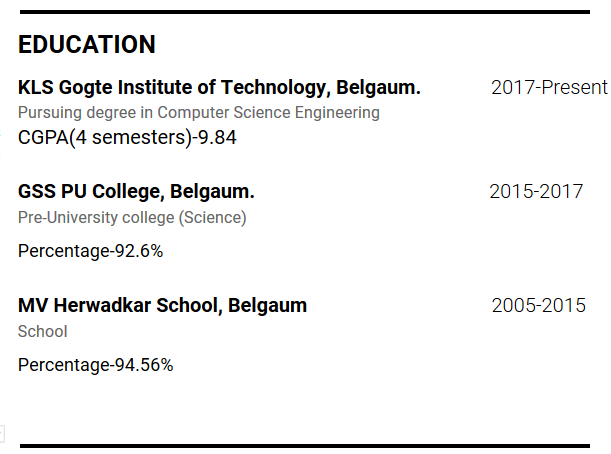 EDUCATION
KLS Gogte Institute of Technology, Belgaum. 2017-Present
Pursuing degree in Computer Science Engineering
CGPA(4 semesters)-9.84
GSS PU College, Belgaum. 2015-2017
Pre-University college (Science)
Percentage-92.6%
MV Herwadkar School, Belgaum 2005-2015
School
Percentage-94.56%